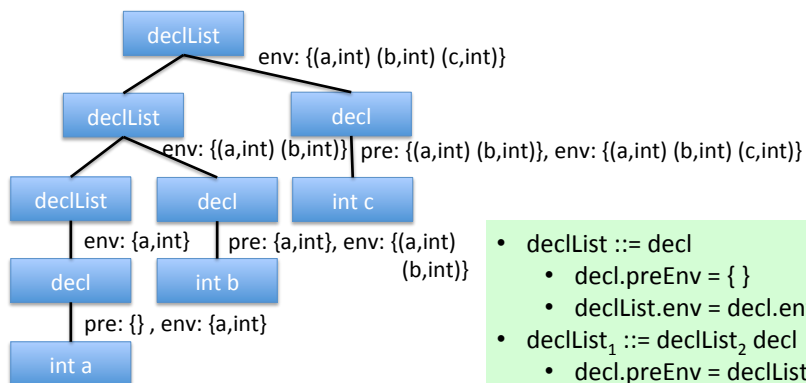 declList
env: {(a,int) (b,int) (c,int)}
declList
decl
env: {(a,int) (b,int)}
pre: {(a,int) (b,int)}, env: {(a,int) (b,int) (c,int)}
declList
decl
int c
env: {a,int}
pre: {a,int}, env: {(a,int)
(b,int)}
decl
int b
pre: {} , env: {a,int}
int a
• declList ::= decl
• decl.preEnv = { }
• declList.env = decl.en
• declList₁ ::= declList₂ decl
• decl.preEnv = declList